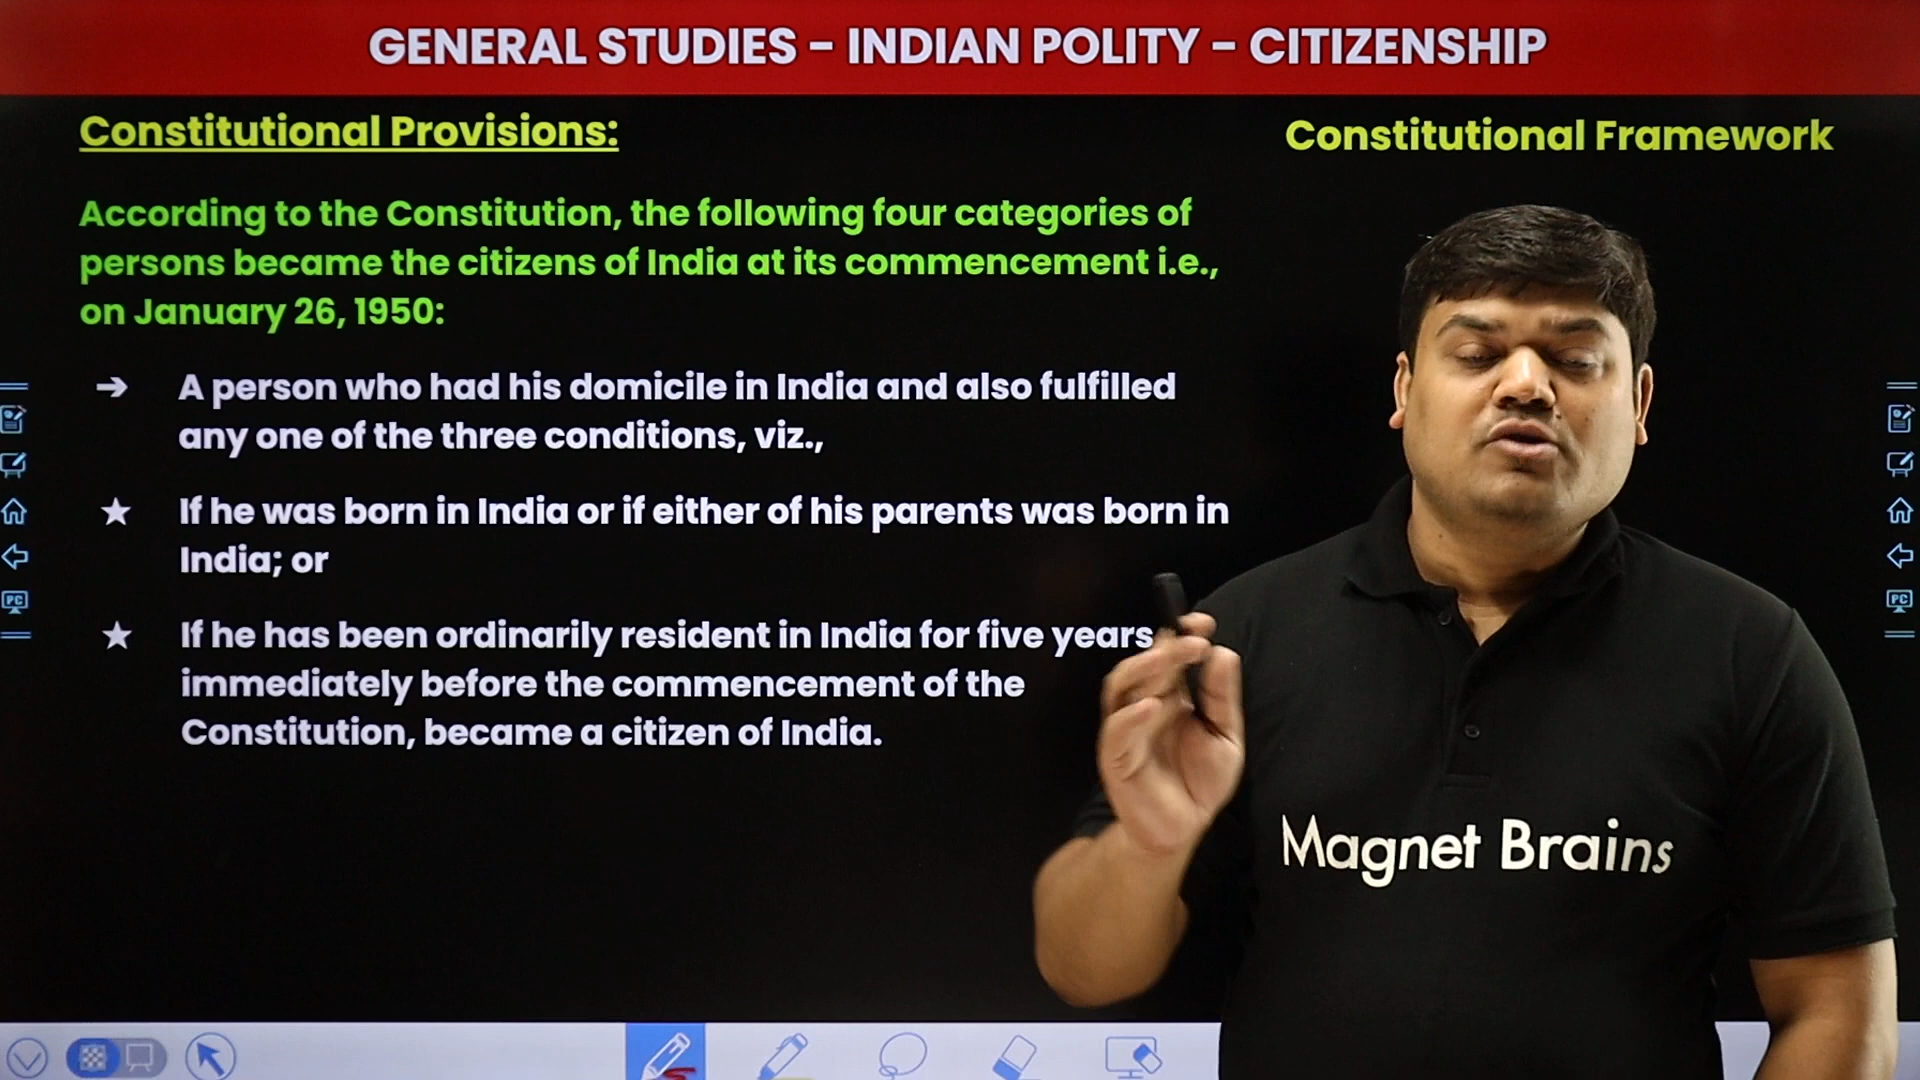 GENERAL STUDIES - INDIAN POLITY - CITIZENSHIP
Constitutional Provisions:
Constitutional Framework
According to the Constitution, the following four categories of
persons became the citizens of India at its commencement i.e.,
on January 26, 1950:
➔ A person who had his domicile in India and also fulfilled
any one of the three conditions, viz.,
★ If he was born in India or if either of his parents was born in
India; or
★ If he has been ordinarily resident in India for five years
immediately before the commencement of the
Constitution, became a citizen of India.
Magnet Brains
PC
PC